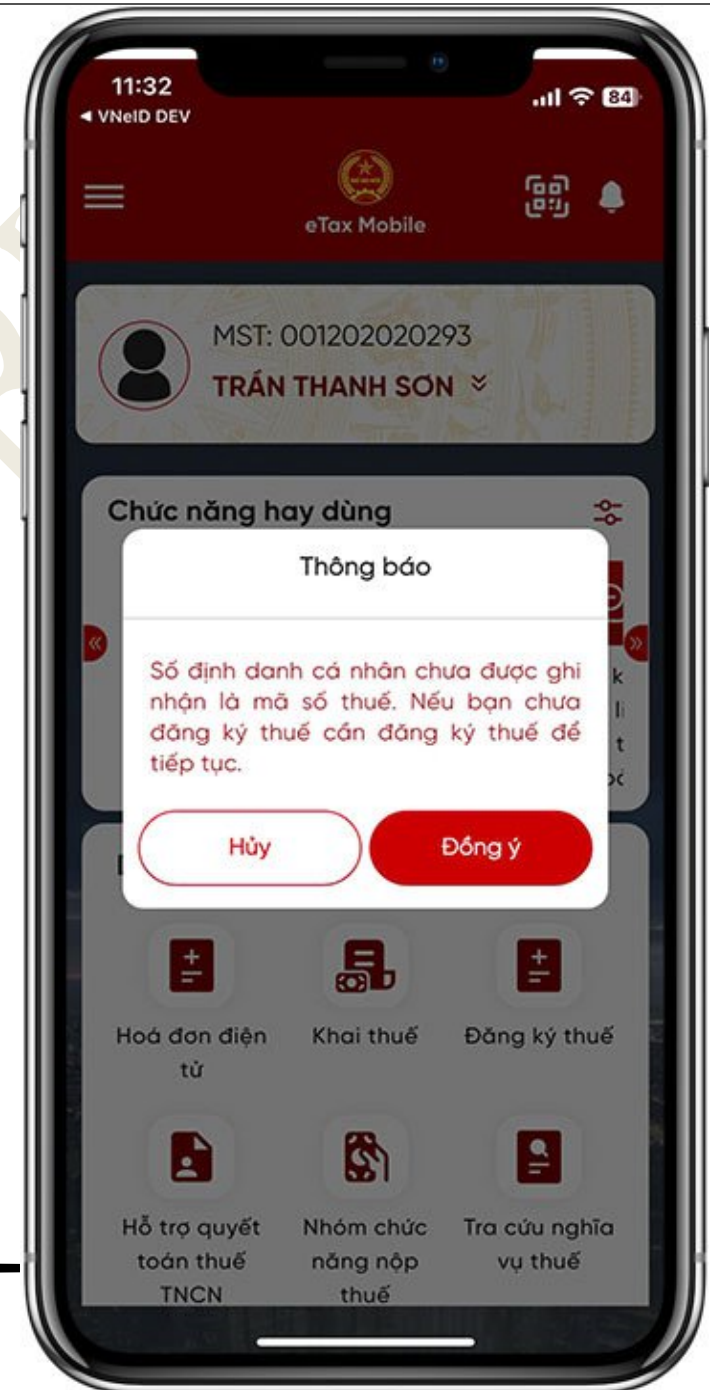 11:32
84
◄ VNeID DEV
eTax Mobile
MST: 001202020293
TRẦN THANH SƠN
Chức năng hay dùng
Thông báo
Số định danh cá nhân chưa được ghi
nhận là mã số thuế. Nếu bạn chưa
đăng ký thuế cần đăng ký thuế để
tiếp tục.
Hủy
Đồng ý
Hoá đơn điện
tử
Khai thuế
Đăng ký thuế
Hỗ trợ quyết
toán thuế
TNCN
Nhóm chức
năng nộp
thuế
Tra cứu nghĩa
vụ thuế